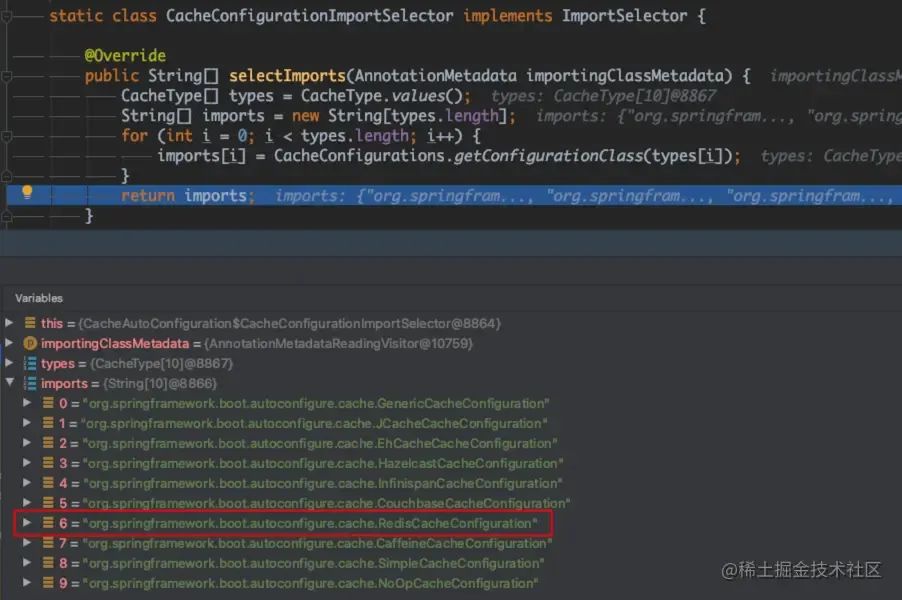 static class CacheConfigurationImportSelector implements ImportSelector {
@Override
public String[] selectImports(AnnotationMetadata importingClassMetadata) { importingClassM
CacheType[] types = CacheType.values(); types: CacheType[10]@8867
String[] imports = new String[types.length]; imports: {"org.springfram..., "org.spring
for (int i = 0; i < types.length; i++) {
imports[i] = CacheConfigurations.getConfigurationClass(types[i]); types: CacheType
}
return imports; imports: {"org.springfram..., "org.springfram..., "org.springfram...,
}
Variables
this = {CacheAutoConfiguration$CacheConfigurationImportSelector@8864}
importingClassMetadata = {AnnotationMetadataReadingVisitor@10759}
types = {CacheType[10]@8867}
imports = {String[10]@8866}
0 = "org.springframework.boot.autoconfigure.cache.GenericCacheConfiguration"
1 = "org.springframework.boot.autoconfigure.cache.JCacheCacheConfiguration"
2 = "org.springframework.boot.autoconfigure.cache.EhCacheCacheConfiguration"
3 = "org.springframework.boot.autoconfigure.cache.HazelcastCacheConfiguration"
4 = "org.springframework.boot.autoconfigure.cache.InfinispanCacheConfiguration"
5 = "org.springframework.boot.autoconfigure.cache.CouchbaseCacheConfiguration"
6 = "org.springframework.boot.autoconfigure.cache.RedisCacheConfiguration"
7 = "org.springframework.boot.autoconfigure.cache.CaffeineCacheConfiguration"
8 = "org.springframework.boot.autoconfigure.cache.SimpleCacheConfiguration"
9 = "org.springframework.boot.autoconfigure.cache.NoOpCacheConfiguration"
@稀土掘金技术社区